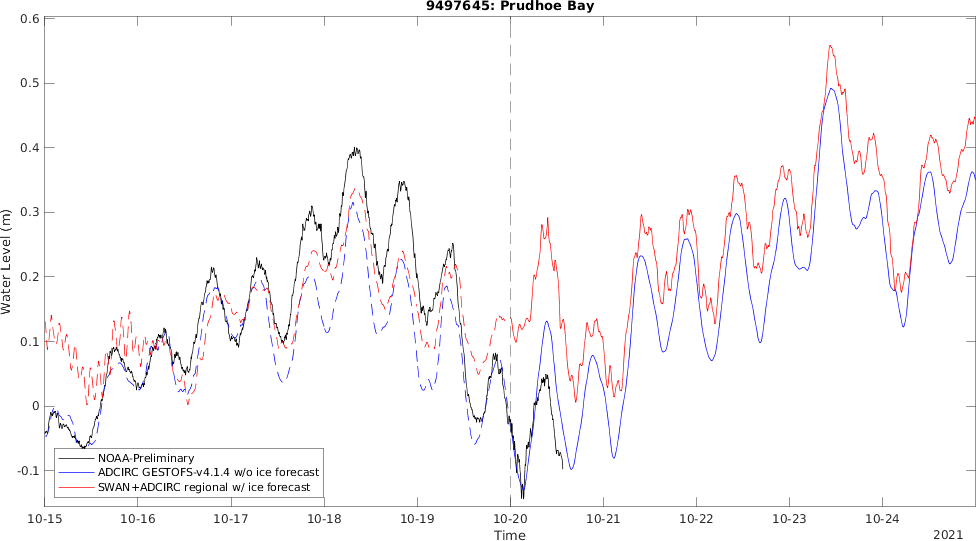 9497645: Prudhoe Bay
0.6
0.5
0.4
0.3
0.2
0.1
0
-0.1
Water Level (m)
NOAA-Preliminary
ADCIRC GESTOFS-v4.1.4 w/o ice forecast
SWAN+ADCIRC regional w/ ice forecast
10-15 10-16 10-17 10-18 10-19 10-20 10-21 10-22 10-23 10-24
Time
2021